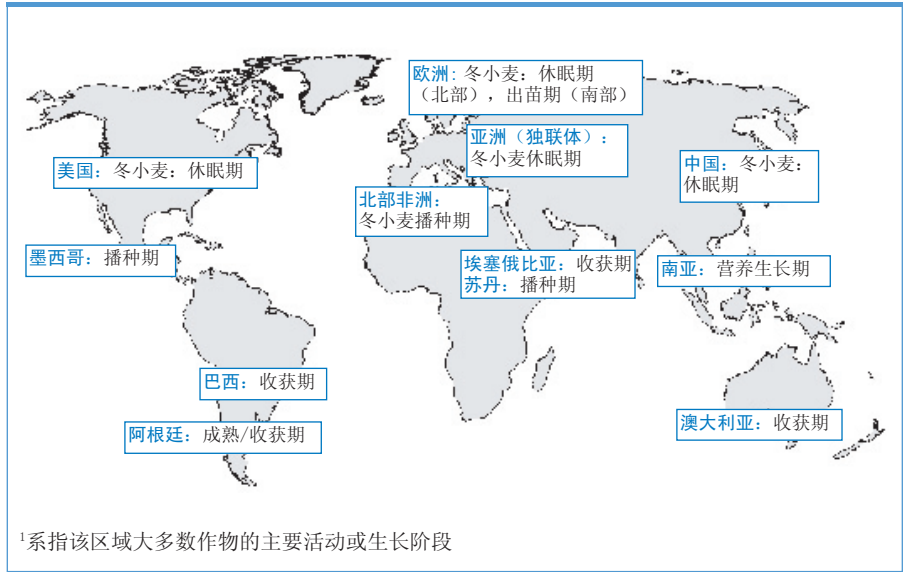 欧洲：冬小麦：休眠期
（北部），出苗期（南部）
亚洲（独联体）：
冬小麦休眠期
美国：冬小麦：休眠期
中国：冬小麦：
休眠期
北部非洲：
冬小麦播种期
墨西哥：播种期
埃塞俄比亚：收获期
苏丹：播种期
南亚：营养生长期
巴西：收获期
阿根廷：成熟/收获期
澳大利亚：收获期
¹系指该区域大多数作物的主要活动或生长阶段